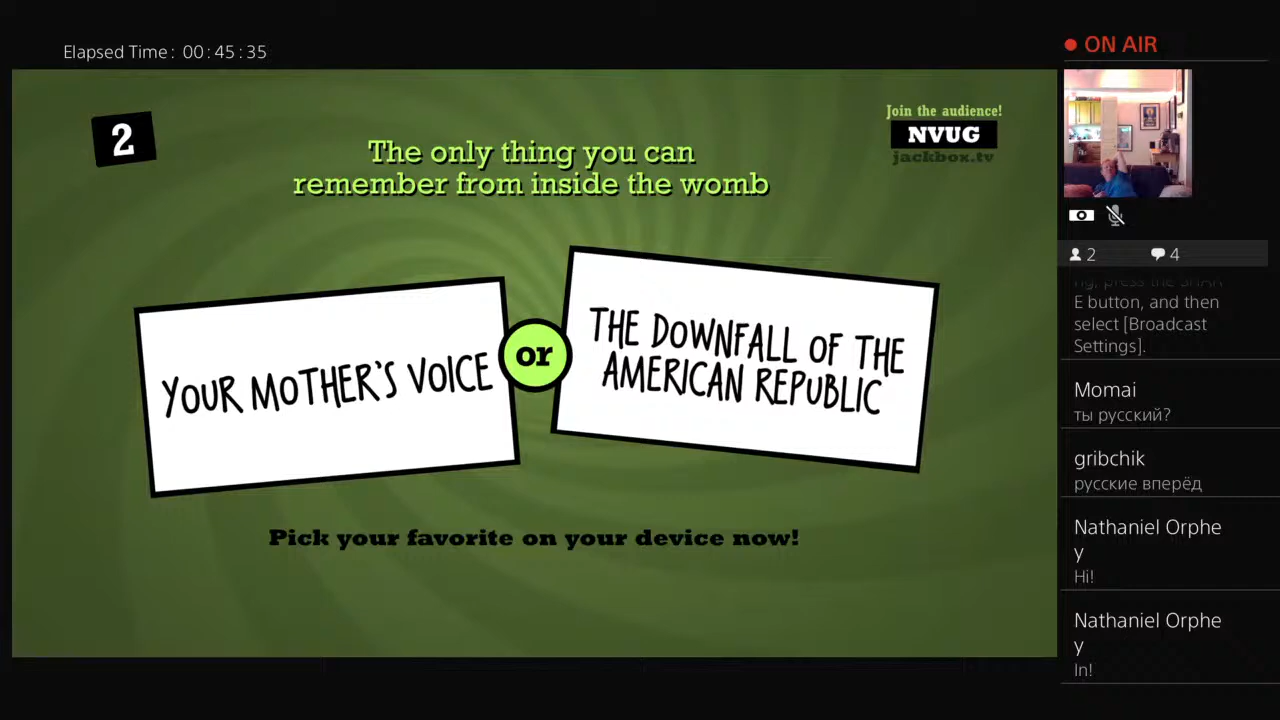 Elapsed Time: 00:45:35
ON AIR
2
Join the audience!
NVUG
jackbox.tv
The only thing you can
remember from inside the womb
YOUR MOTHER'S VOICE
or
THE DOWNFALL OF THE
AMERICAN REPUBLIC
Pick your favorite on your device now!
2
4
E button, and then
select [Broadcast
Settings].
Momai
ты русский?
gribchik
русские вперёд
Nathaniel Orphe
y
Hi!
Nathaniel Orphe
y
In!